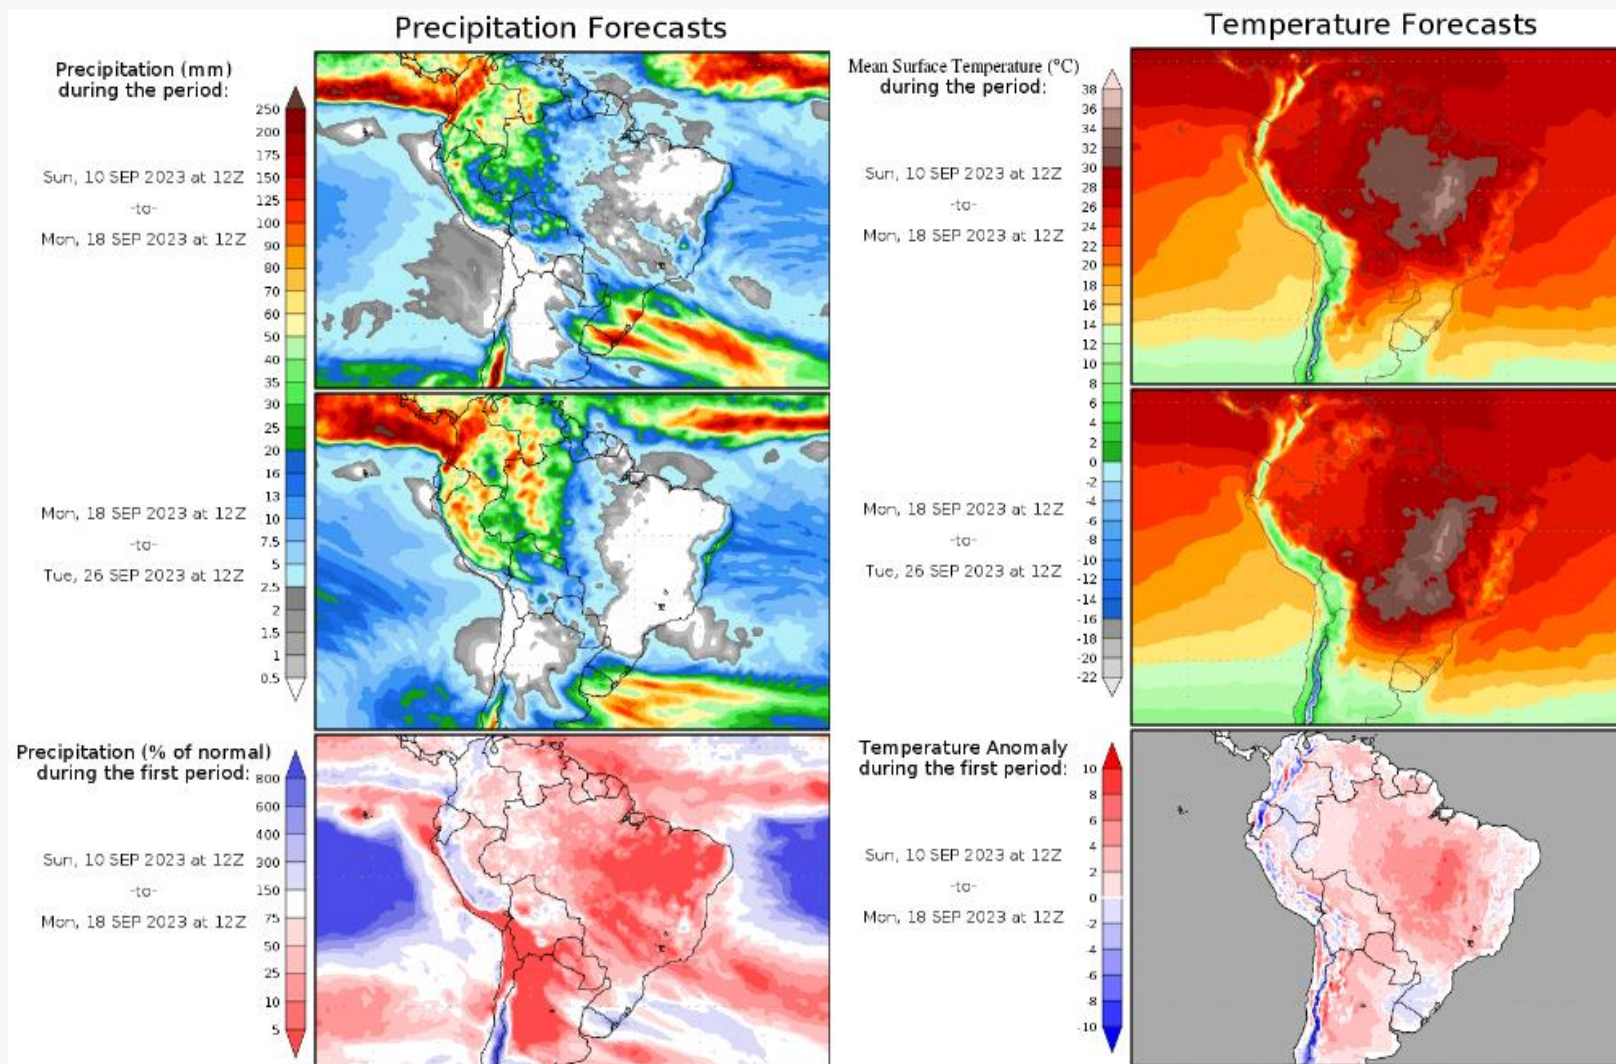 Precipitation Forecasts
Precipitation (mm)
during the period:
250
200
175
150
125
100
90
80
70
60
50
40
35
30
25
20
16
13
10
7.5
5
2.5
2
1.5
1
0.5
Sun, 10 SEP 2023 at 12Z
-to-
Mon, 18 SEP 2023 at 12Z
Mon, 18 SEP 2023 at 12Z
-to-
Tue, 26 SEP 2023 at 12Z
Precipitation (% of normal)
during the first period:
800
600
400
300
150
75
50
25
10
5
Sun, 10 SEP 2023 at 12Z
-to-
Mon, 18 SEP 2023 at 12Z
Temperature Forecasts
Mean Surface Temperature (°C)
during the period:
38
36
34
32
30
28
26
24
22
20
18
16
14
12
10
8
6
4
2
0
-2
-4
-6
-8
-10
-12
-14
-16
-18
-20
-22
Sun, 10 SEP 2023 at 12Z
-to-
Mon, 18 SEP 2023 at 12Z
Mon, 18 SEP 2023 at 12Z
-to-
Tue, 26 SEP 2023 at 12Z
Temperature Anomaly
during the first period:
10
8
6
4
2
0
-2
-4
-6
-8
-10
Sun, 10 SEP 2023 at 12Z
-to-
Mon, 18 SEP 2023 at 12Z